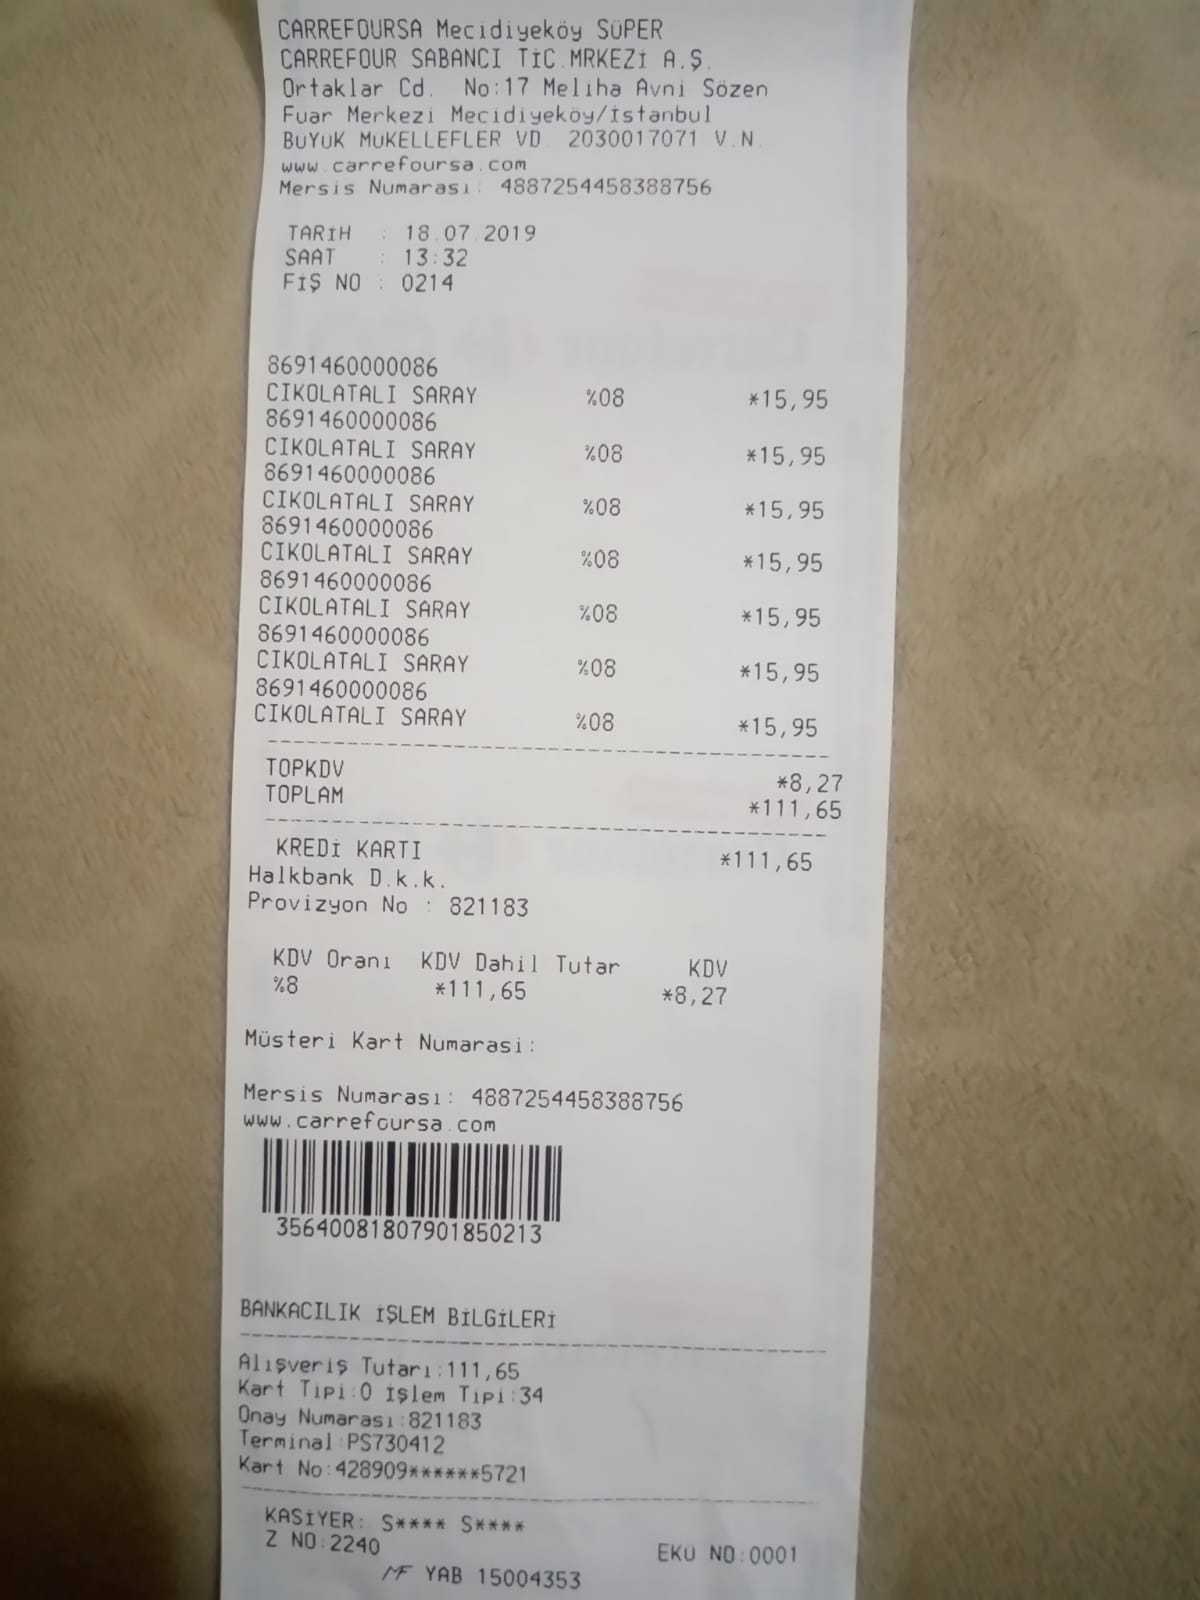 CARREFOURSA Mecidiyeköy SÜPER
CARREFOUR SABANCI TİC.MRKEZİ A.Ş.
Ortaklar Cd. No:17 Meliha Avni Sözen
Fuar Merkezi Mecidiyeköy/İstanbul
BÜYÜK MÜKELLEFLER VD. 2030017071 V.N.
www.carrefoursa.com
Mersis Numarası: 4887254458388756
TARİH : 18.07.2019
SAAT : 13:32
FİŞ NO : 0214
8691460000086
CIKOLATALI SARAY %08 *15,95
8691460000086
CIKOLATALI SARAY %08 *15,95
8691460000086
CIKOLATALI SARAY %08 *15,95
8691460000086
CIKOLATALI SARAY %08 *15,95
8691460000086
CIKOLATALI SARAY %08 *15,95
8691460000086
CIKOLATALI SARAY %08 *15,95
8691460000086
CIKOLATALI SARAY %08 *15,95
TOPKDV *8,27
TOPLAM *111,65
KREDİ KARTI *111,65
Halkbank D.k.k.
Provizyon No : 821183
KDV Oranı KDV Dahil Tutar KDV
%8 *111,65 *8,27
Müsteri Kart Numarasi:
Mersis Numarası: 4887254458388756
www.carrefoursa.com
35640081807901850213
BANKACILIK İŞLEM BİLGİLERİ
Alışveriş Tutarı:111,65
Kart Tipi:0 İşlem Tipi:34
Onay Numarası:821183
Terminal:PS730412
Kart No:428909******5721
KASİYER: S**** S****
Z NO:2240 EKÜ NO:0001
MF YAB 15004353